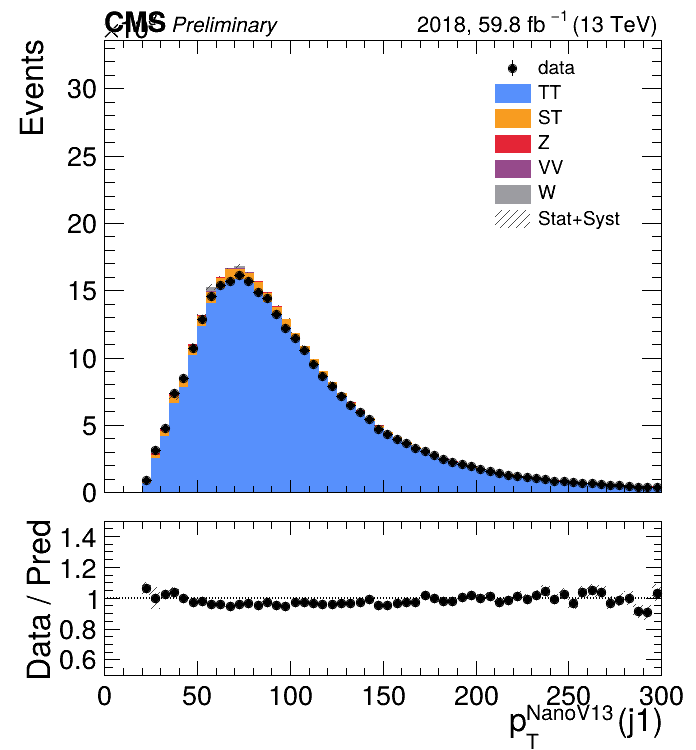 CMS Preliminary 2018, 59.8 fb⁻¹ (13 TeV)
Events
30
25
20
15
10
5
0
data
TT
ST
Z
VV
W
Stat+Syst
Data / Pred
1.4
1.2
1
0.8
0.6
0 50 100 150 200 250 300
p_T^NanoV13 (j1)